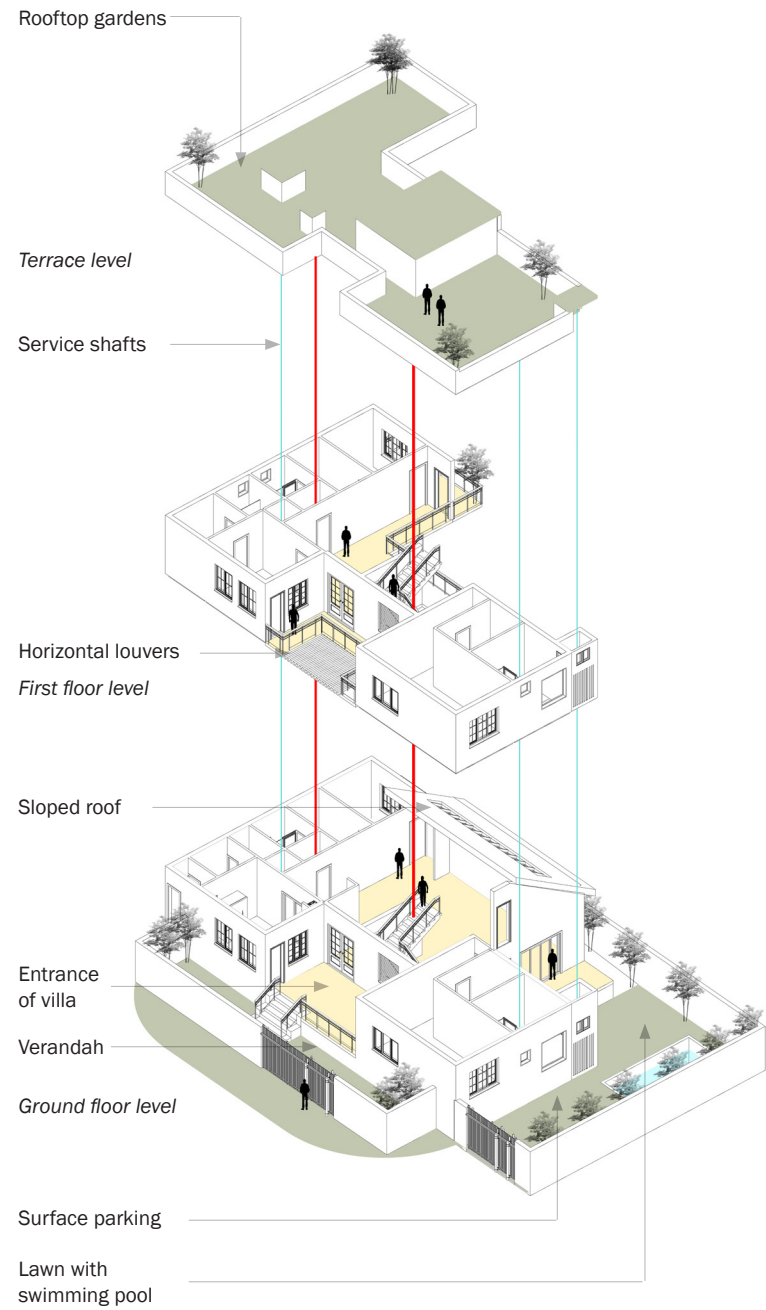 Rooftop gardens
Terrace level
Service shafts
Horizontal louvers
First floor level
Sloped roof
Entrance
of villa
Verandah
Ground floor level
Surface parking
Lawn with
swimming pool